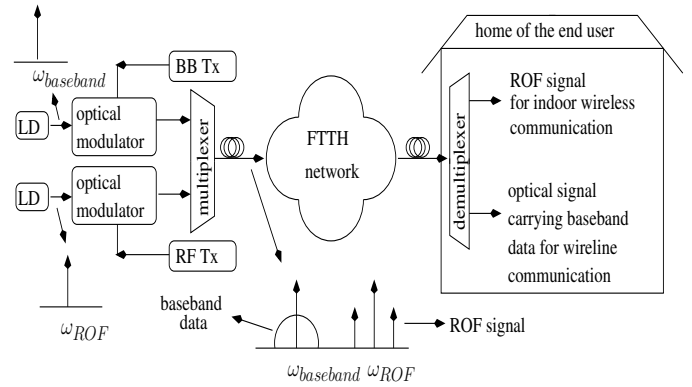 ω_baseband
LD
optical
modulator
BB Tx
LD
optical
modulator
RF Tx
ω_ROF
multiplexer
FTTH
network
home of the end user
demultiplexer
ROF signal
for indoor wireless
communication
optical signal
carrying baseband
data for wireline
communication
baseband
data
ω_baseband
ω_ROF
ROF signal